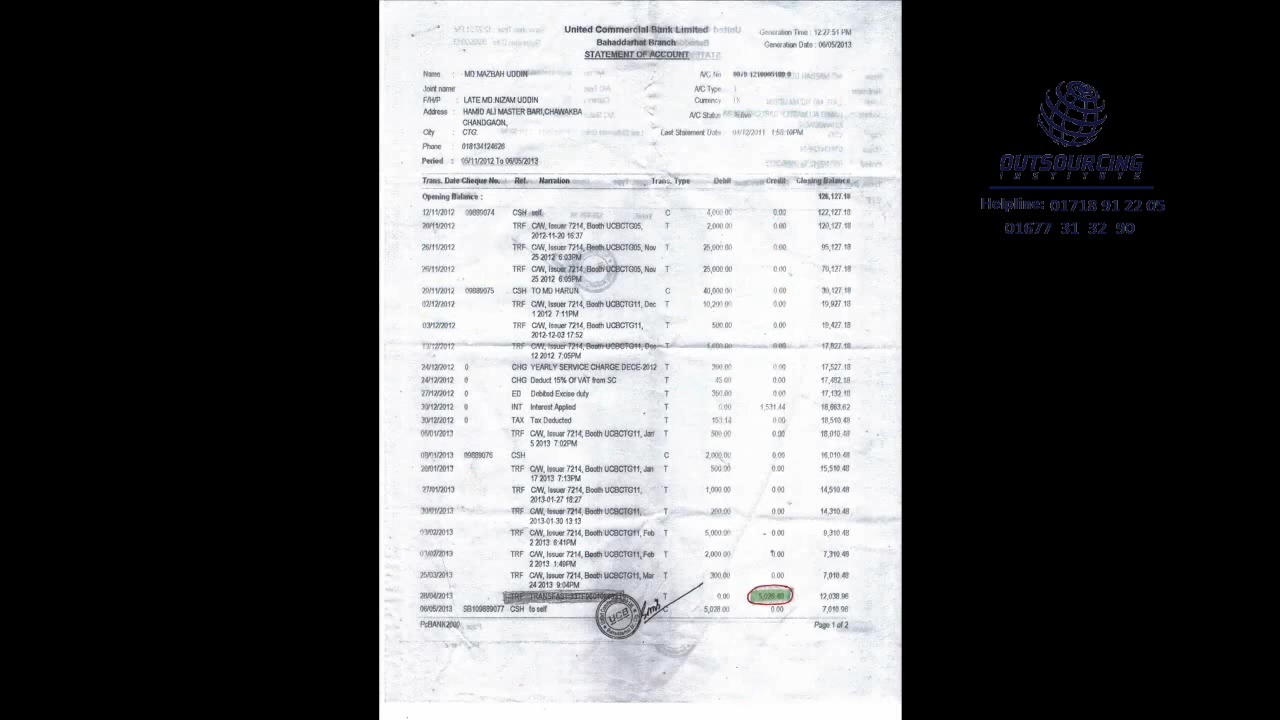 United Commercial Bank Limited
Bahaddarhat Branch
STATEMENT OF ACCOUNT
Generation Time : 12:27:51 PM
Generation Date : 06/05/2013
Name : MD.MAZBAH UDDIN
A/C No
Joint name
A/C Type
F/H/P : LATE MD.NIZAM UDDIN
Currency
Address : HAMID ALI MASTER BARI,CHAWAKBA
CHANDGAON,
A/C Status
City : CTG.
Last Statement Date :
Phone : 018134124626
Period : 05/11/2012 To 06/05/2013
Trans. Date Cheque No. Ref. Narration Trans. Type Debit Credit Closing Balance
Opening Balance : 126,127.18
12/11/2012 09889074 CSH self C 4,000.00 0.00 122,127.18
20/11/2012 TRF C/W, Issuer 7214, Booth UCBCTG05, T 2,000.00 0.00 120,127.18
2012-11-20 16:37
26/11/2012 TRF C/W, Issuer 7214, Booth UCBCTG05, Nov T 25,000.00 0.00 95,127.18
25 2012 6:03PM
26/11/2012 TRF C/W, Issuer 7214, Booth UCBCTG05, Nov T 25,000.00 0.00 70,127.18
25 2012 6:05PM
29/11/2012 09889075 CSH TO MD HARUN C 40,000.00 0.00 30,127.18
02/12/2012 TRF C/W, Issuer 7214, Booth UCBCTG11, Dec T 10,200.00 0.00 19,927.18
1 2012 7:11PM
03/12/2012 TRF C/W, Issuer 7214, Booth UCBCTG11, T 500.00 0.00 19,427.18
2012-12-03 17:52
13/12/2012 TRF C/W, Issuer 7214, Booth UCBCTG11, Dec T 0.00
12 2012 7:05PM
24/12/2012 0 CHG YEARLY SERVICE CHARGE DECE-2012 T 300.00 0.00 17,527.18
24/12/2012 0 CHG Deduct 15% Of VAT from SC T 45.00 0.00 17,482.18
27/12/2012 0 ED Debited Excise duty T 350.00 0.00 17,132.18
30/12/2012 0 INT Interest Applied T 0.00 1,531.44 18,663.62
30/12/2012 0 TAX Tax Deducted T 153.14 0.00 18,510.48
06/01/2013 TRF C/W, Issuer 7214, Booth UCBCTG11, Jan T 500.00 0.00 18,010.48
5 2013 7:02PM
08/01/2013 09889076 CSH C 2,000.00 0.00 16,010.48
20/01/2013 TRF C/W, Issuer 7214, Booth UCBCTG11, Jan T 500.00 0.00 15,510.48
17 2013 7:13PM
27/01/2013 TRF C/W, Issuer 7214, Booth UCBCTG11, T 1,000.00 0.00 14,510.48
2013-01-27 18:27
30/01/2013 TRF C/W, Issuer 7214, Booth UCBCTG11, T 200.00 0.00 14,310.48
2013-01-30 13:13
03/02/2013 TRF C/W, Issuer 7214, Booth UCBCTG11, Feb T 5,000.00 0.00 9,310.48
2 2013 6:41PM
03/02/2013 TRF C/W, Issuer 7214, Booth UCBCTG11, Feb T 2,000.00 0.00 7,310.48
2 2013 1:49PM
25/03/2013 TRF C/W, Issuer 7214, Booth UCBCTG11, Mar T 300.00 0.00 7,010.48
24 2013 9:04PM
28/04/2013 TRF T 0.00 12,038.96
06/05/2013 SB109889077 CSH to self C 5,028.00 0.00 7,010.96
PcBANK2000 Page 1 of 2
UCB
OUTSOURCING
INSTITUTE
Helpline: 01718 91 22 05
01677 31 32 90